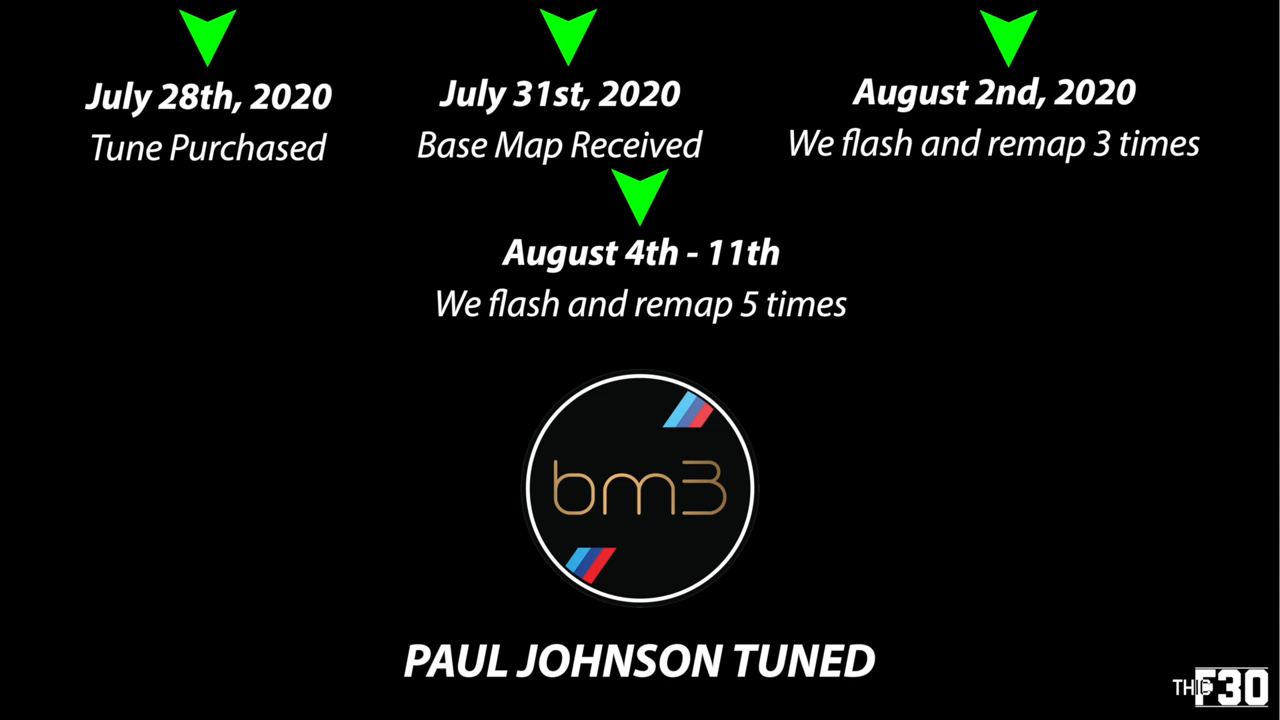 July 28th, 2020
Tune Purchased
July 31st, 2020
Base Map Received
August 2nd, 2020
We flash and remap 3 times
August 4th - 11th
We flash and remap 5 times
bm3
PAUL JOHNSON TUNED
F30